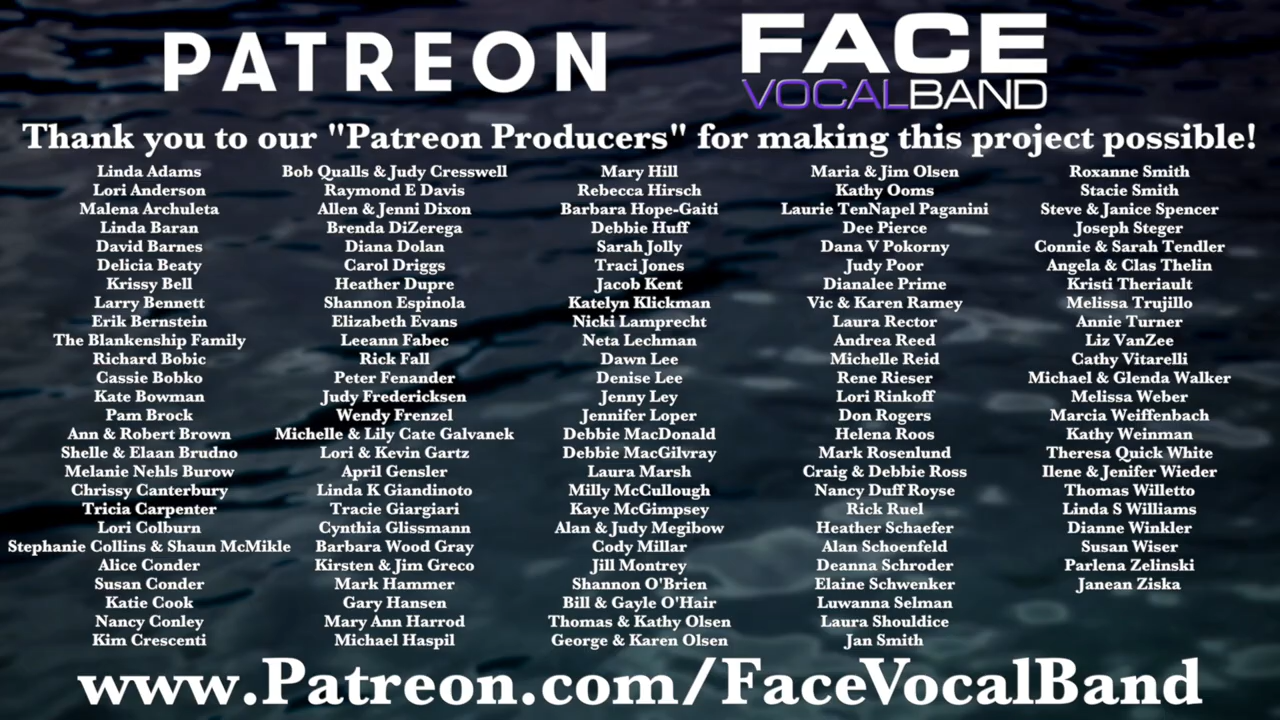 PATREON
FACE
VOCALBAND
Thank you to our "Patreon Producers" for making this project possible!
Linda Adams
Lori Anderson
Malena Archuleta
Linda Baran
David Barnes
Delicia Beaty
Krissy Bell
Larry Bennett
Erik Bernstein
The Blankenship Family
Richard Bobic
Cassie Bobko
Kate Bowman
Pam Brock
Ann & Robert Brown
Shelle & Elaan Brudno
Melanie Nehls Burow
Chrissy Canterbury
Tricia Carpenter
Lori Colburn
Stephanie Collins & Shaun McMikle
Alice Conder
Susan Conder
Katie Cook
Nancy Conley
Kim Crescenti
Bob Qualls & Judy Cresswell
Raymond E Davis
Allen & Jenni Dixon
Brenda DiZerega
Diana Dolan
Carol Driggs
Heather Dupre
Shannon Espinola
Elizabeth Evans
Leeann Fabec
Rick Fall
Peter Fenander
Judy Fredericksen
Wendy Frenzel
Michelle & Lily Cate Galvanek
Lori & Kevin Gartz
April Gensler
Linda K Giandinoto
Tracie Giargiari
Cynthia Glissmann
Barbara Wood Gray
Kirsten & Jim Greco
Mark Hammer
Gary Hansen
Mary Ann Harrod
Michael Haspil
Mary Hill
Rebecca Hirsch
Barbara Hope-Gaiti
Debbie Huff
Sarah Jolly
Traci Jones
Jacob Kent
Katelyn Klickman
Nicki Lamprecht
Neta Lechman
Dawn Lee
Denise Lee
Jenny Ley
Jennifer Loper
Debbie MacDonald
Debbie MacGilvray
Laura Marsh
Milly McCullough
Kaye McGimpsey
Alan & Judy Megibow
Cody Millar
Jill Montrey
Shannon O'Brien
Bill & Gayle O'Hair
Thomas & Kathy Olsen
George & Karen Olsen
Maria & Jim Olsen
Kathy Ooms
Laurie TenNapel Paganini
Dee Pierce
Dana V Pokorny
Judy Poor
Dianalee Prime
Vic & Karen Ramey
Laura Rector
Andrea Reed
Michelle Reid
Rene Rieser
Lori Rinkoff
Don Rogers
Helena Roos
Mark Rosenlund
Craig & Debbie Ross
Nancy Duff Royse
Rick Ruel
Heather Schaefer
Alan Schoenfeld
Deanna Schroder
Elaine Schwenker
Luwanna Selman
Laura Shouldice
Jan Smith
Roxanne Smith
Stacie Smith
Steve & Janice Spencer
Joseph Steger
Connie & Sarah Tendler
Angela & Clas Thelin
Kristi Theriault
Melissa Trujillo
Annie Turner
Liz VanZee
Cathy Vitarelli
Michael & Glenda Walker
Melissa Weber
Marcia Weiffenbach
Kathy Weinman
Theresa Quick White
Ilene & Jenifer Wieder
Thomas Willetto
Linda S Williams
Dianne Winkler
Susan Wiser
Parlena Zelinski
Janean Ziska
www.Patreon.com/FaceVocalBand